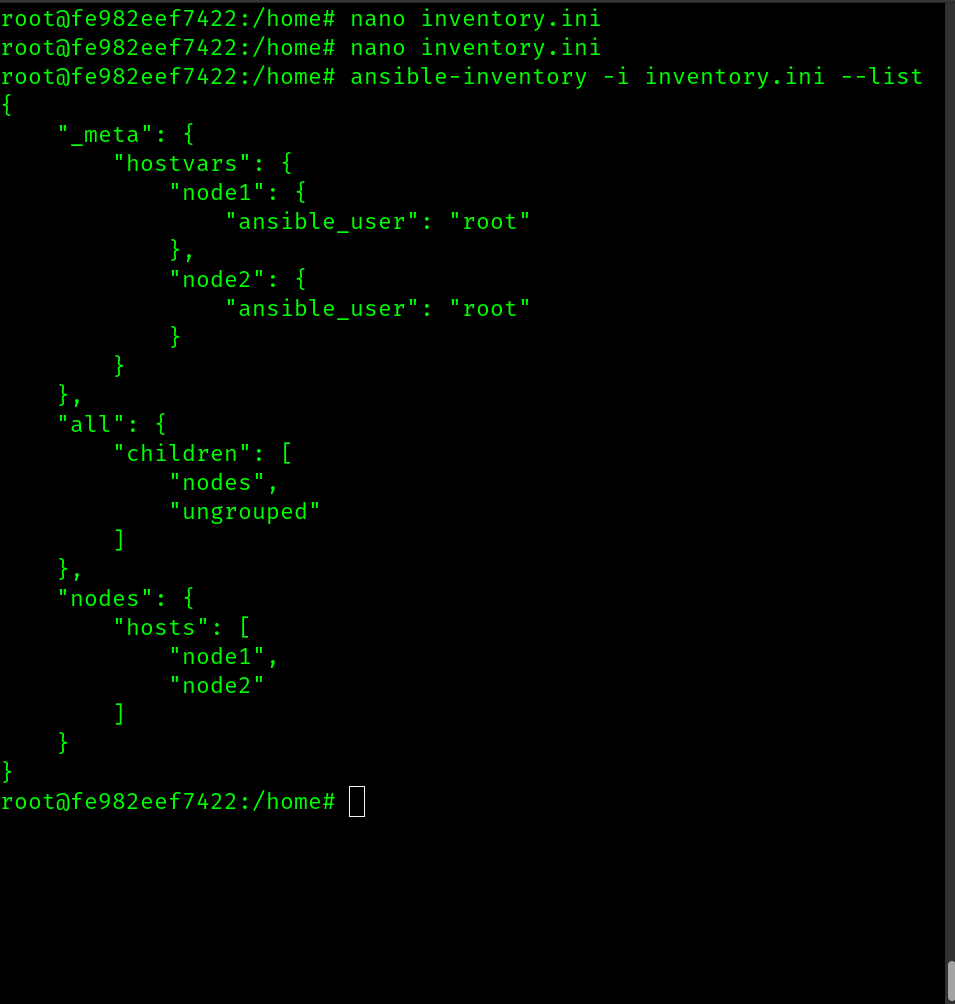 root@fe982eef7422:/home# nano inventory.ini
root@fe982eef7422:/home# nano inventory.ini
root@fe982eef7422:/home# ansible-inventory -i inventory.ini --list
{
    "_meta": {
        "hostvars": {
            "node1": {
                "ansible_user": "root"
            },
            "node2": {
                "ansible_user": "root"
            }
        }
    },
    "all": {
        "children": [
            "nodes",
            "ungrouped"
        ]
    },
    "nodes": {
        "hosts": [
            "node1",
            "node2"
        ]
    }
}
root@fe982eef7422:/home#